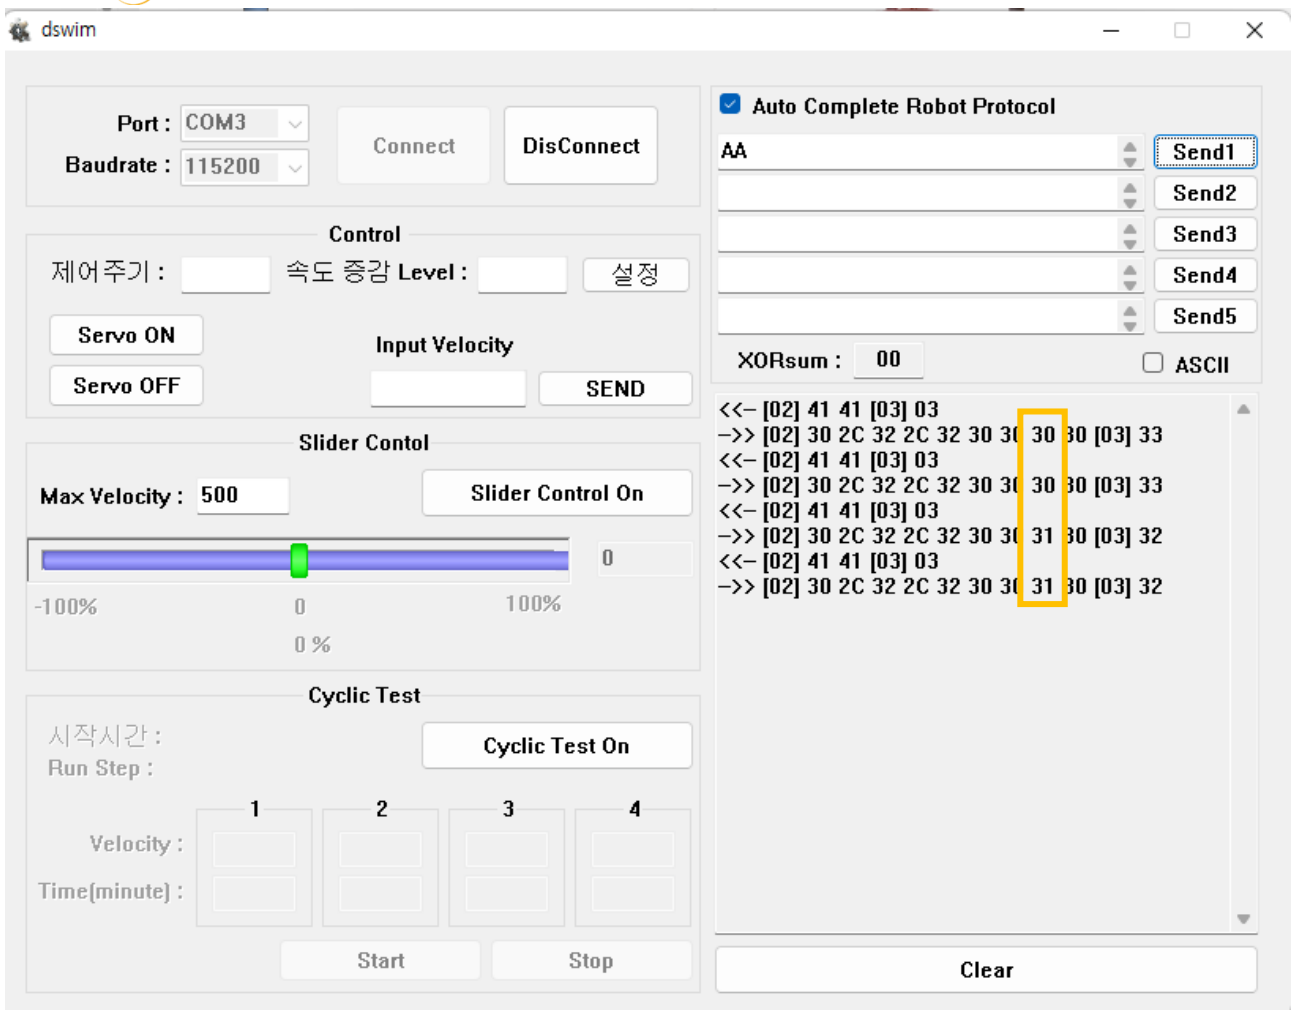 dswim
Port : COM3
Baudrate : 115200
Connect
DisConnect
Control
제어주기 :
속도 증감 Level :
설정
Servo ON
Servo OFF
Input Velocity
SEND
Slider Contol
Max Velocity : 500
Slider Control On
0
-100% 0 100%
0 %
Cyclic Test
시작시간 :
Run Step :
Cyclic Test On
1 2 3 4
Velocity :
Time(minute) :
Start
Stop
Auto Complete Robot Protocol
AA
Send1
Send2
Send3
Send4
Send5
XORsum : 00
ASCII
<<- [02] 41 41 [03] 03
->> [02] 30 2C 32 2C 32 30 30 30 30 [03] 33
<<- [02] 41 41 [03] 03
->> [02] 30 2C 32 2C 32 30 30 30 30 [03] 33
<<- [02] 41 41 [03] 03
->> [02] 30 2C 32 2C 32 30 30 31 30 [03] 32
<<- [02] 41 41 [03] 03
->> [02] 30 2C 32 2C 32 30 30 31 30 [03] 32
Clear